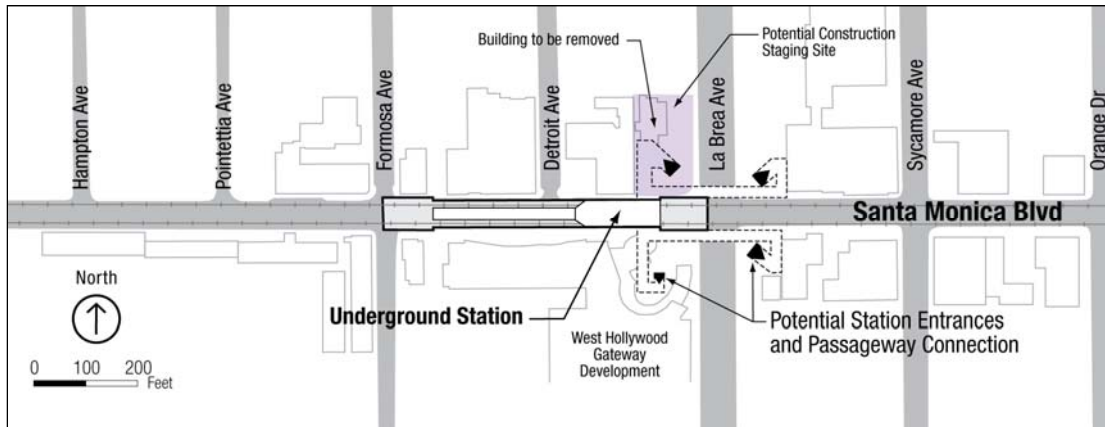 Building to be removed
Potential Construction
Staging Site
Hampton Ave
Pointettia Ave
Formosa Ave
Detroit Ave
La Brea Ave
Sycamore Ave
Orange Dr
Santa Monica Blvd
North
0 100 200
Feet
Underground Station
West Hollywood
Gateway
Development
Potential Station Entrances
and Passageway Connection